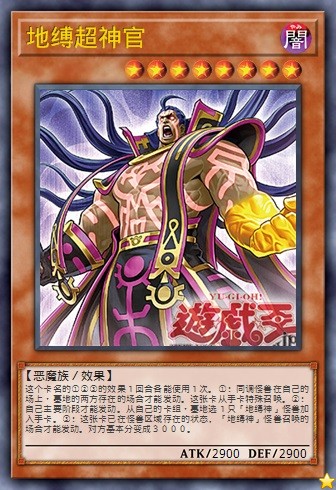 地缚超神官
闇
YU-GI-OH!
遊戯王
【恶魔族／效果】
这个卡名的①②③的效果1回合各能使用1次。①：同调怪兽在自己的
场上·墓地的两方存在的场合才能发动。这张卡从手卡特殊召唤。②：
自己主要阶段才能发动。从自己的卡组·墓地选1只「地缚神」怪兽
加入手卡。③：这张卡已在怪兽区域存在的状态，「地缚神」怪兽召唤的
场合才能发动。对方基本分变成３０００。
ATK/2900 DEF/2900